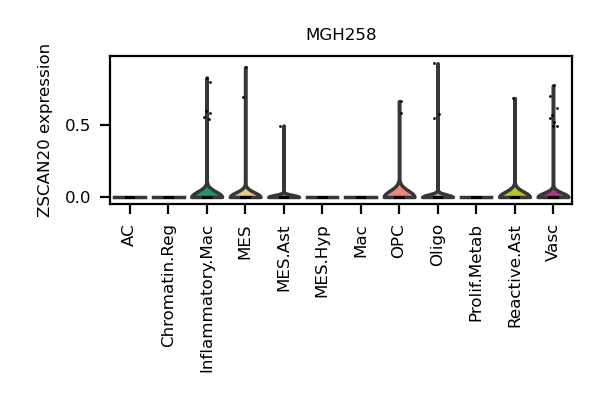 MGH258
ZSCAN20 expression
0.5
0.0
AC
Chromatin.Reg
Inflammatory.Mac
MES
MES.Ast
MES.Hyp
Mac
OPC
Oligo
Prolif.Metab
Reactive.Ast
Vasc